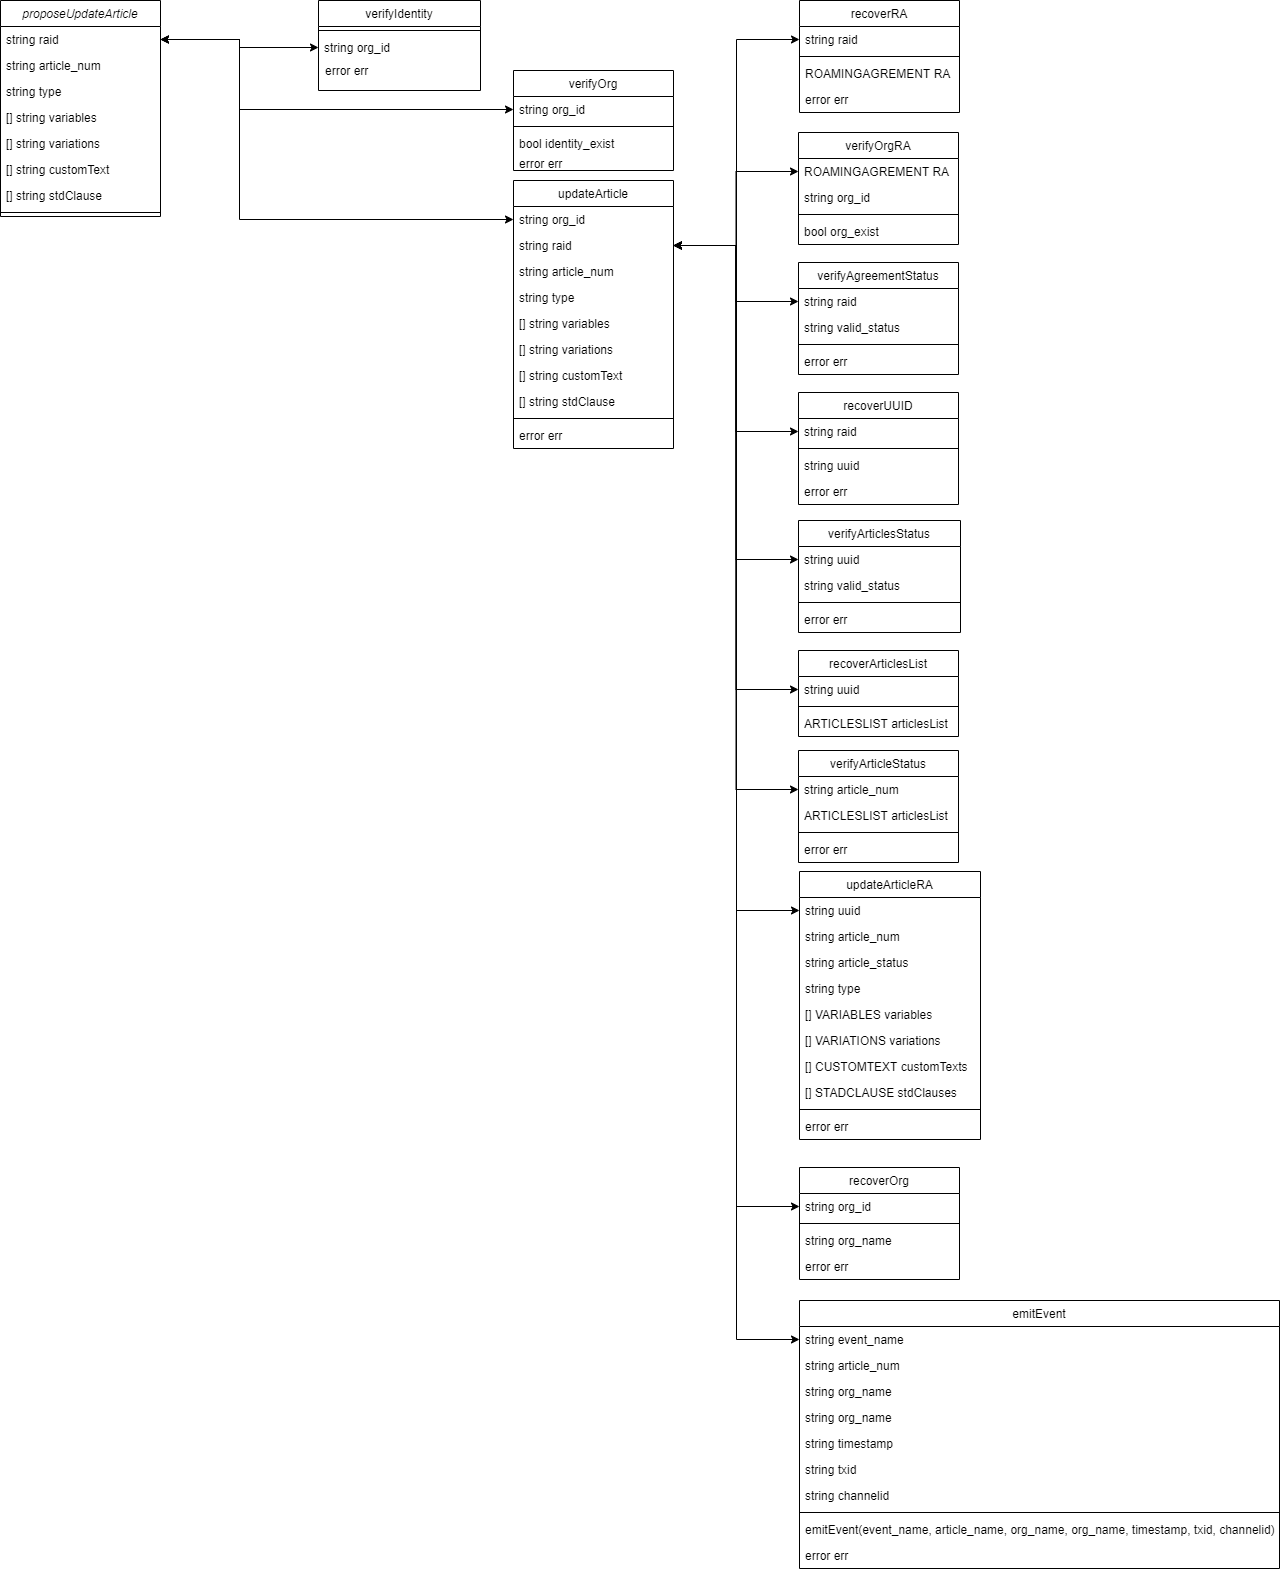 proposeUpdateArticle
string raid
string article_num
string type
[] string variables
[] string variations
[] string customText
[] string stdClause
verifyIdentity
string org_id
error err
verifyOrg
string org_id
bool identity_exist
error err
updateArticle
string org_id
string raid
string article_num
string type
[] string variables
[] string variations
[] string customText
[] string stdClause
error err
recoverRA
string raid
ROAMINGAGREMENT RA
error err
verifyOrgRA
ROAMINGAGREMENT RA
string org_id
bool org_exist
verifyAgreementStatus
string raid
string valid_status
error err
recoverUUID
string raid
string uuid
error err
verifyArticlesStatus
string uuid
string valid_status
error err
recoverArticlesList
string uuid
ARTICLESLIST articlesList
verifyArticleStatus
string article_num
ARTICLESLIST articlesList
error err
updateArticleRA
string uuid
string article_num
string article_status
string type
[] VARIABLES variables
[] VARIATIONS variations
[] CUSTOMTEXT customTexts
[] STADCLAUSE stdClauses
error err
recoverOrg
string org_id
string org_name
error err
emitEvent
string event_name
string article_num
string org_name
string org_name
string timestamp
string txid
string channelid
emitEvent(event_name, article_name, org_name, org_name, timestamp, txid, channelid)
error err